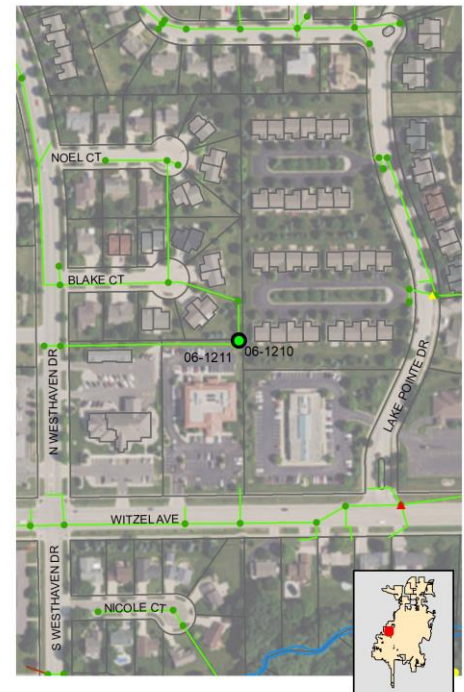 NOEL CT
BLAKE CT
06-1211 06-1210
N WESTHAVEN DR
LAKE POINTE DR
WITZEL AVE
S WESTHAVEN DR
NICOLE CT